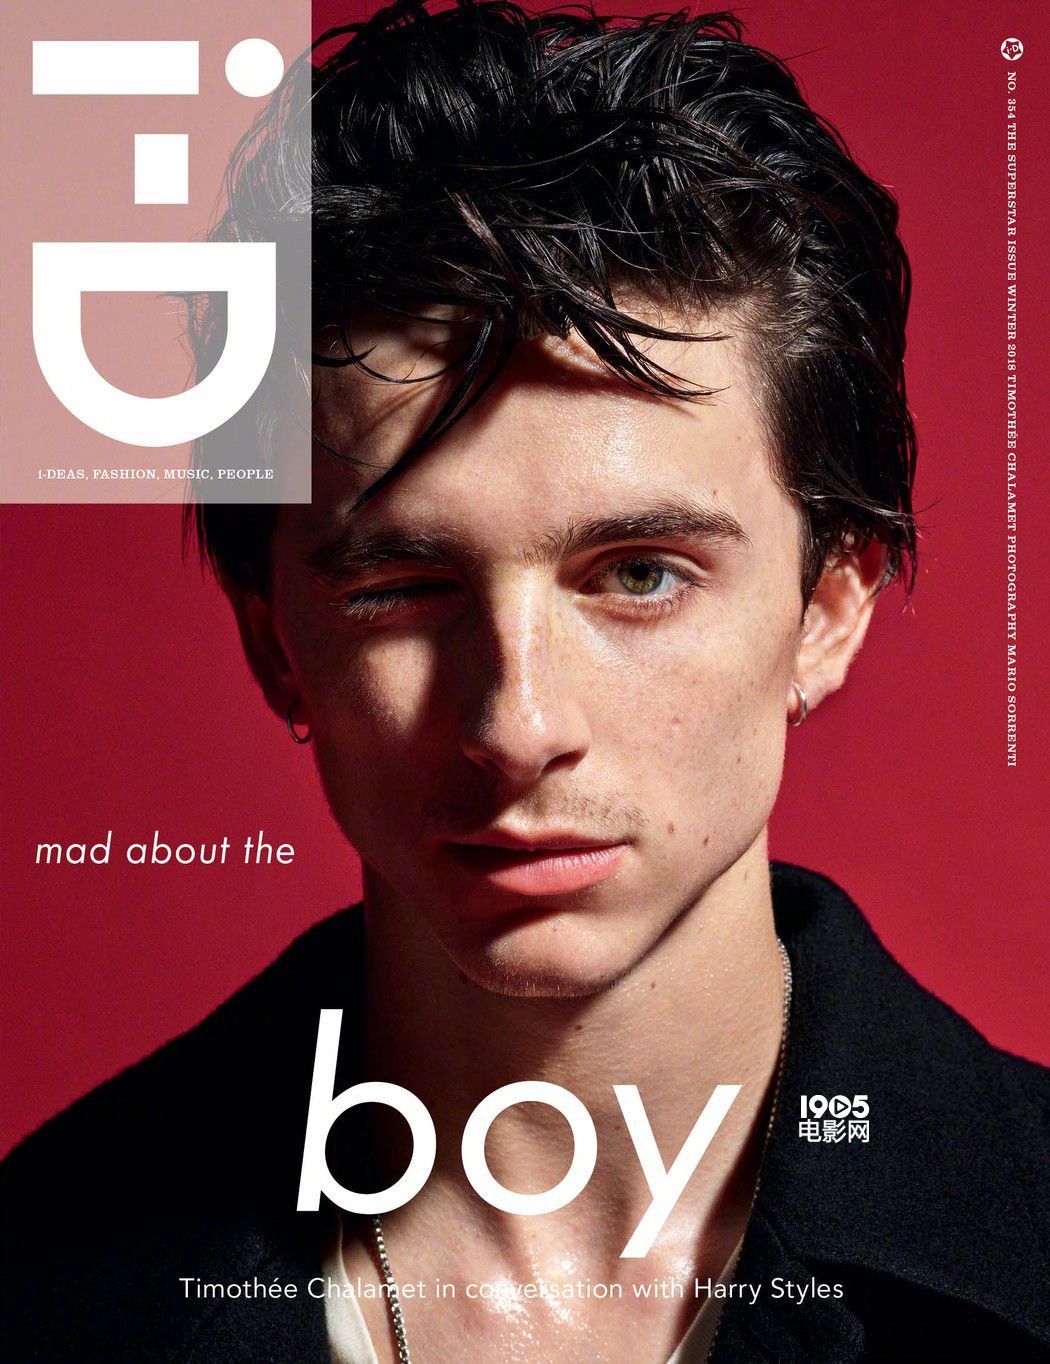 i-D
i-DEAS, FASHION, MUSIC, PEOPLE
NO. 354 THE SUPERSTAR ISSUE WINTER 2018 TIMOTHÉE CHALAMET PHOTOGRAPHY MARIO SORRENTI
i-D
mad about the
boy
1905
电影网
Timothée Chalamet in conversation with Harry Styles